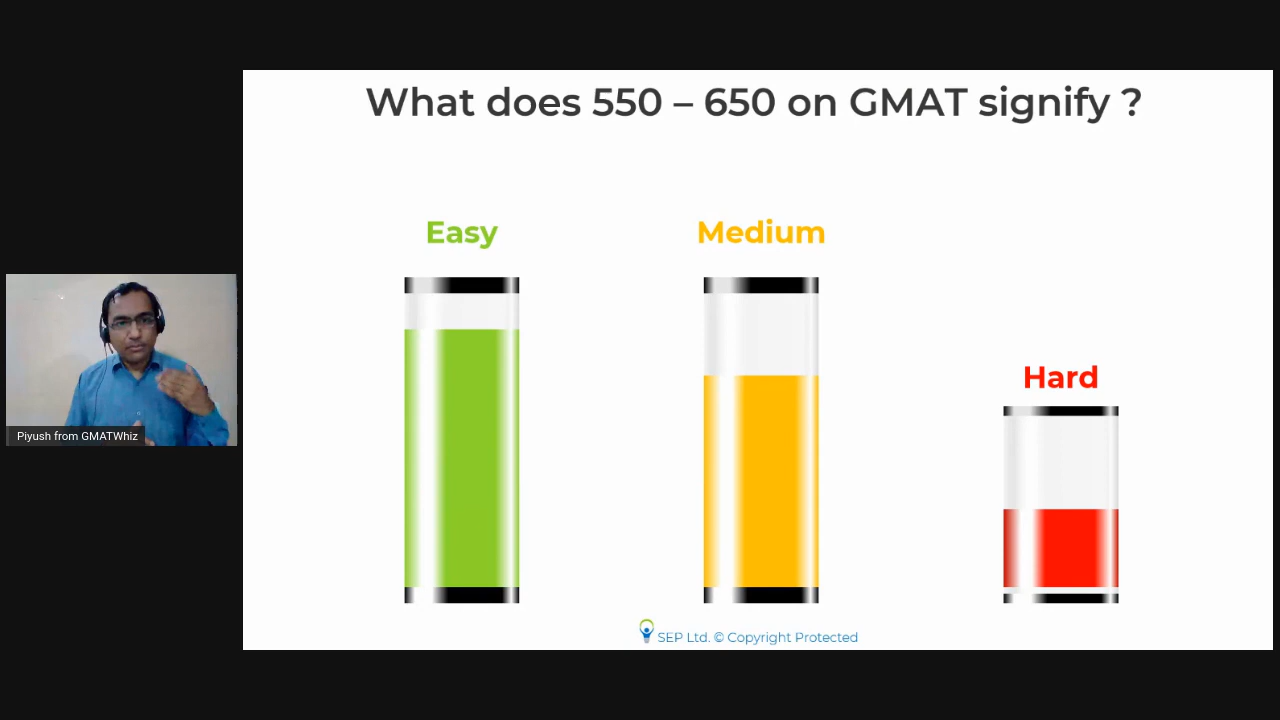 What does 550 – 650 on GMAT signify ?
Easy
Medium
Hard
Piyush from GMATWhiz
SEP Ltd. © Copyright Protected